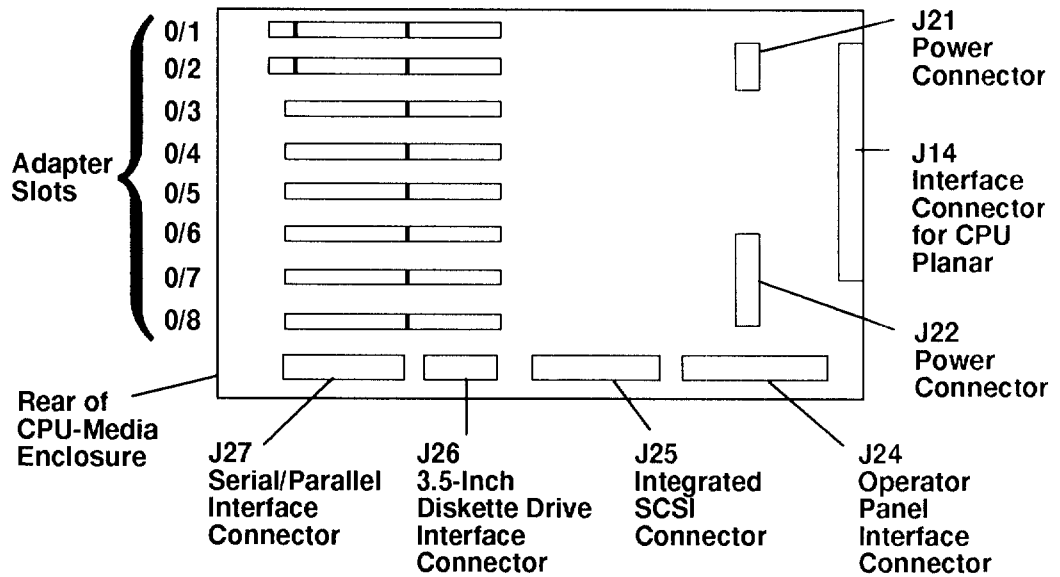 0/1
0/2
0/3
0/4
0/5
0/6
0/7
0/8
Adapter
Slots
J21
Power
Connector
J14
Interface
Connector
for CPU
Planar
J22
Power
Connector
Rear of
CPU-Media
Enclosure
J27
Serial/Parallel
Interface
Connector
J26
3.5-Inch
Diskette Drive
Interface
Connector
J25
Integrated
SCSI
Connector
J24
Operator
Panel
Interface
Connector